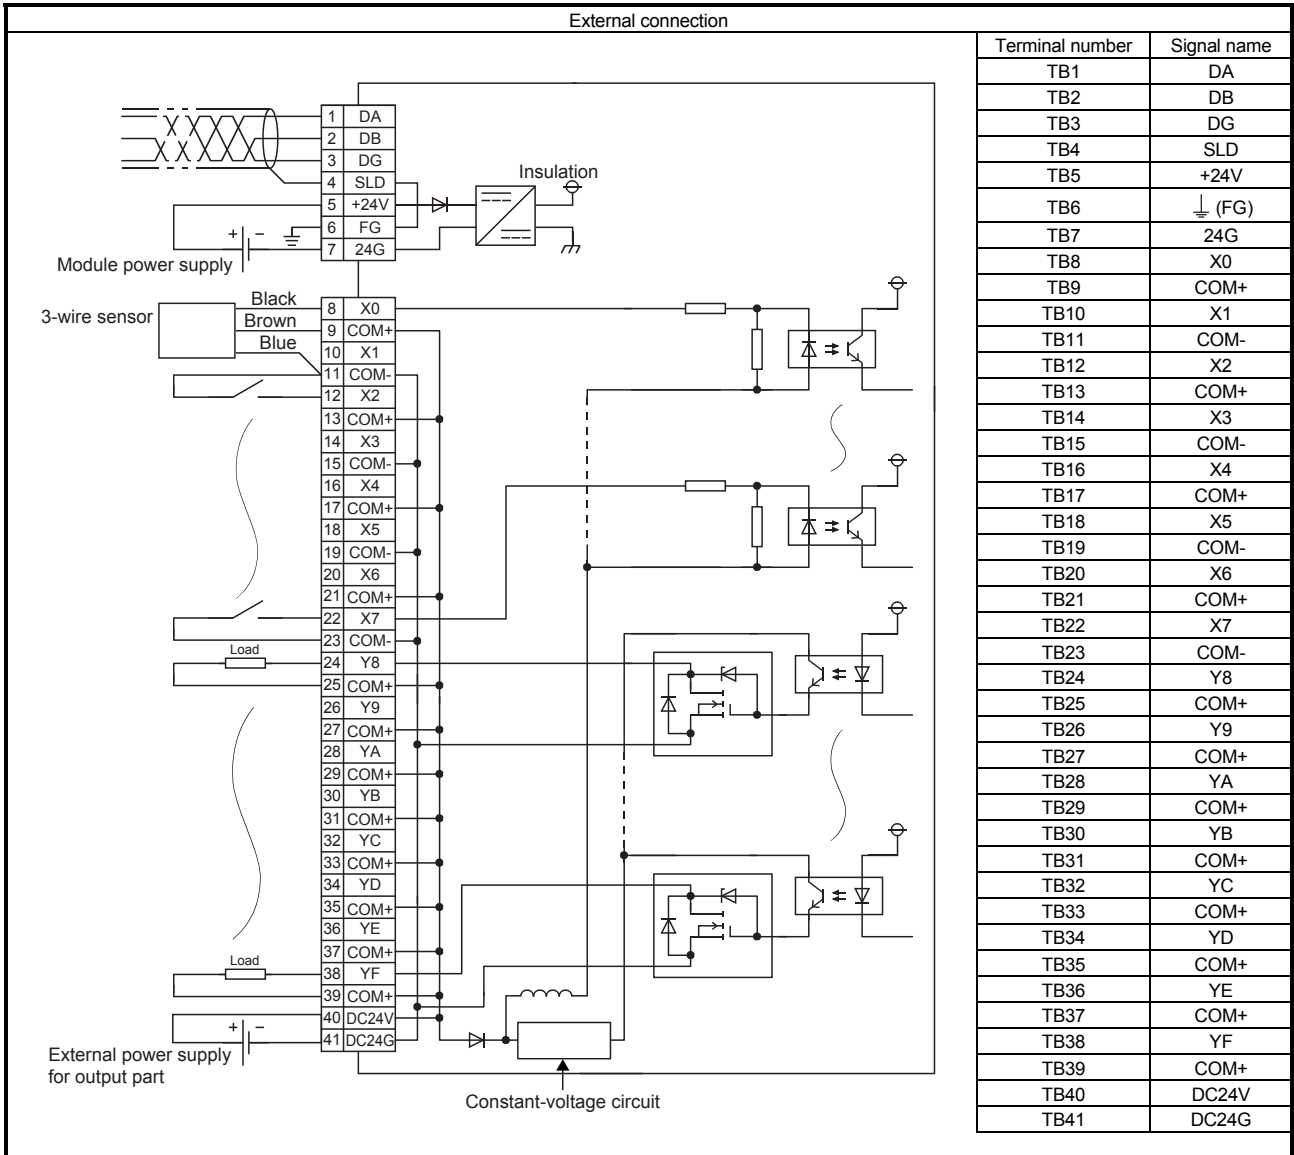 External connection
Terminal number Signal name
TB1 DA
TB2 DB
TB3 DG
TB4 SLD
TB5 +24V
TB6 ⏚ (FG)
TB7 24G
TB8 X0
TB9 COM+
TB10 X1
TB11 COM-
TB12 X2
TB13 COM+
TB14 X3
TB15 COM-
TB16 X4
TB17 COM+
TB18 X5
TB19 COM-
TB20 X6
TB21 COM+
TB22 X7
TB23 COM-
TB24 Y8
TB25 COM+
TB26 Y9
TB27 COM+
TB28 YA
TB29 COM+
TB30 YB
TB31 COM+
TB32 YC
TB33 COM+
TB34 YD
TB35 COM+
TB36 YE
TB37 COM+
TB38 YF
TB39 COM+
TB40 DC24V
TB41 DC24G
1 DA
2 DB
3 DG
4 SLD
5 +24V
6 FG
7 24G
Insulation
+ −
Module power supply
3-wire sensor
Black
Brown
Blue
8 X0
9 COM+
10 X1
11 COM-
12 X2
13 COM+
14 X3
15 COM-
16 X4
17 COM+
18 X5
19 COM-
20 X6
21 COM+
22 X7
23 COM-
Load
24 Y8
25 COM+
26 Y9
27 COM+
28 YA
29 COM+
30 YB
31 COM+
32 YC
33 COM+
34 YD
35 COM+
36 YE
37 COM+
Load
38 YF
39 COM+
40 DC24V
41 DC24G
+ −
External power supply
for output part
Constant-voltage circuit